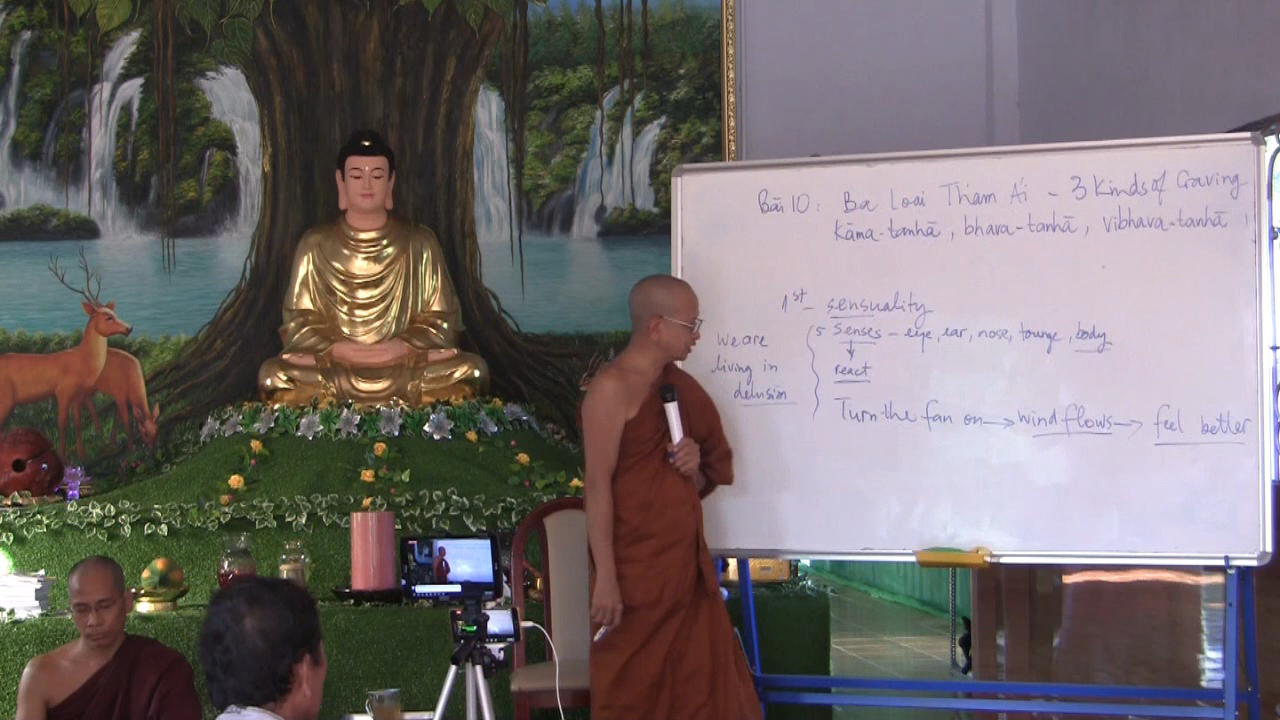 Bài 10: Ba Loại Tham Ái - 3 Kinds of Craving
Kāma-tanhā, bhava-tanhā, vibhava-tanhā
1st - sensuality
we are living in delusion
5 senses - eye, ear, nose, tounge, body
react
Turn the fan on → wind flows → feel better